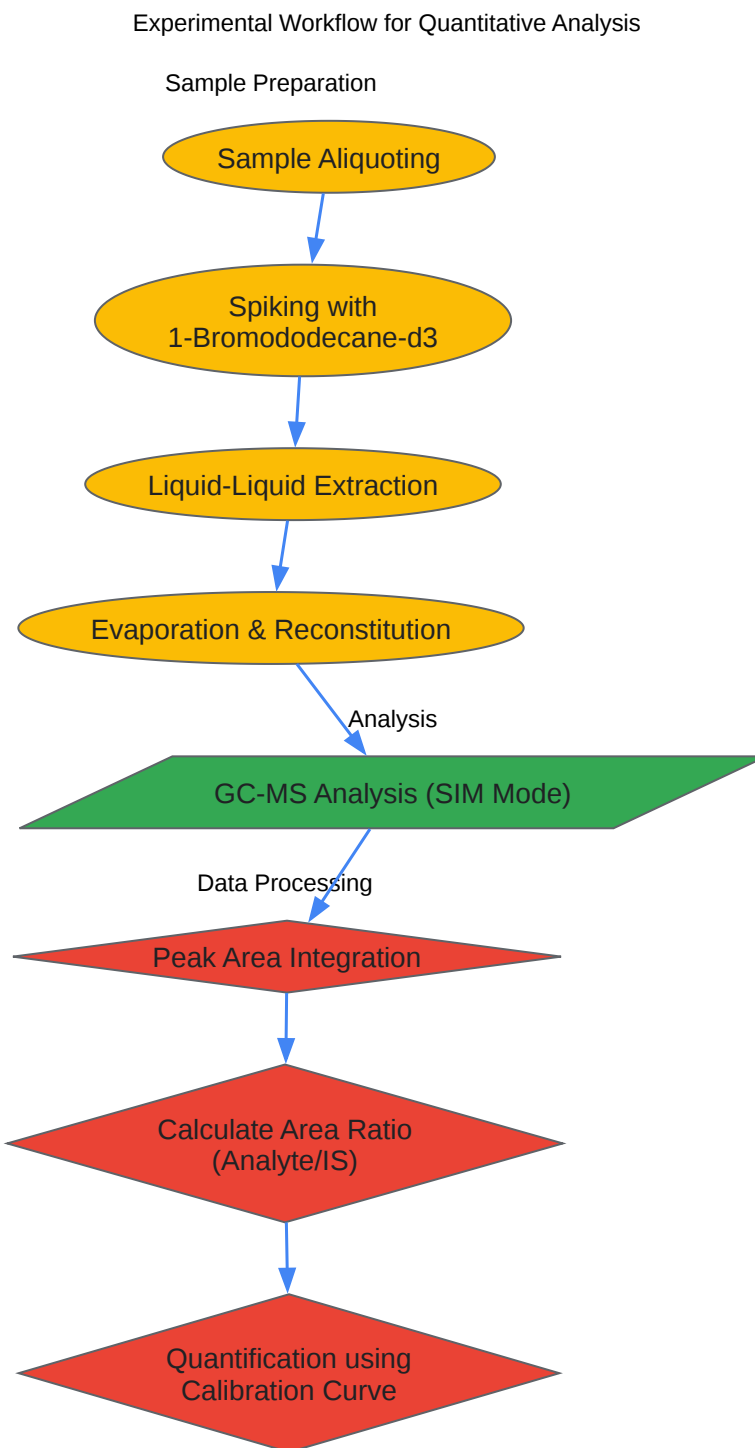 Experimental Workflow for Quantitative Analysis
Sample Preparation
Sample Aliquoting
Spiking with
1-Bromododecane-d3
Liquid-Liquid Extraction
Evaporation & Reconstitution
Analysis
GC-MS Analysis (SIM Mode)
Data Processing
Peak Area Integration
Calculate Area Ratio
(Analyte/IS)
Quantification using
Calibration Curve